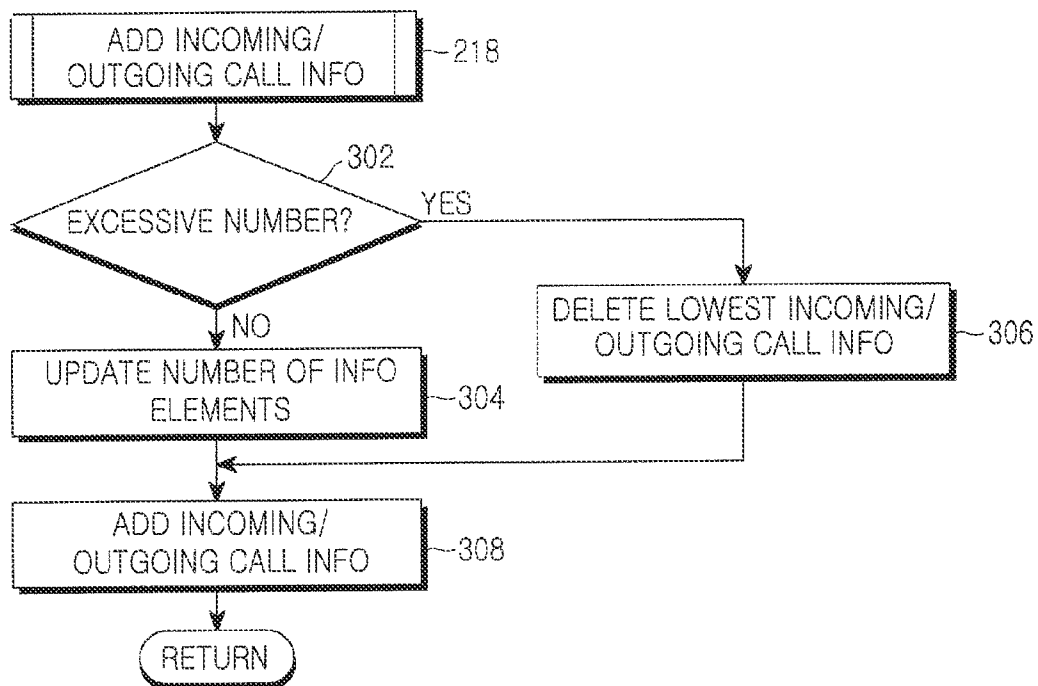 ADD INCOMING/
OUTGOING CALL INFO
218
302
EXCESSIVE NUMBER?
YES
NO
DELETE LOWEST INCOMING/
OUTGOING CALL INFO
306
UPDATE NUMBER OF INFO
ELEMENTS
304
ADD INCOMING/
OUTGOING CALL INFO
308
RETURN